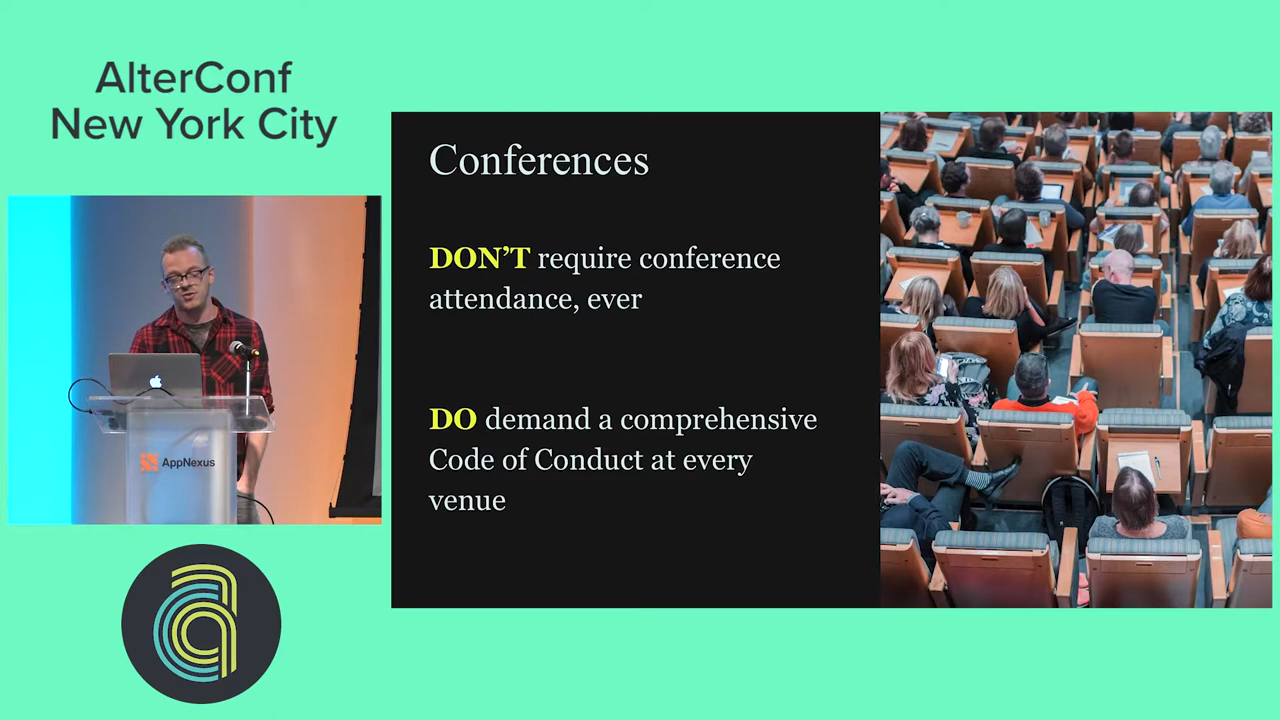 AlterConf
New York City
Conferences
DON’T require conference
attendance, ever
DO demand a comprehensive
Code of Conduct at every
venue
AppNexus